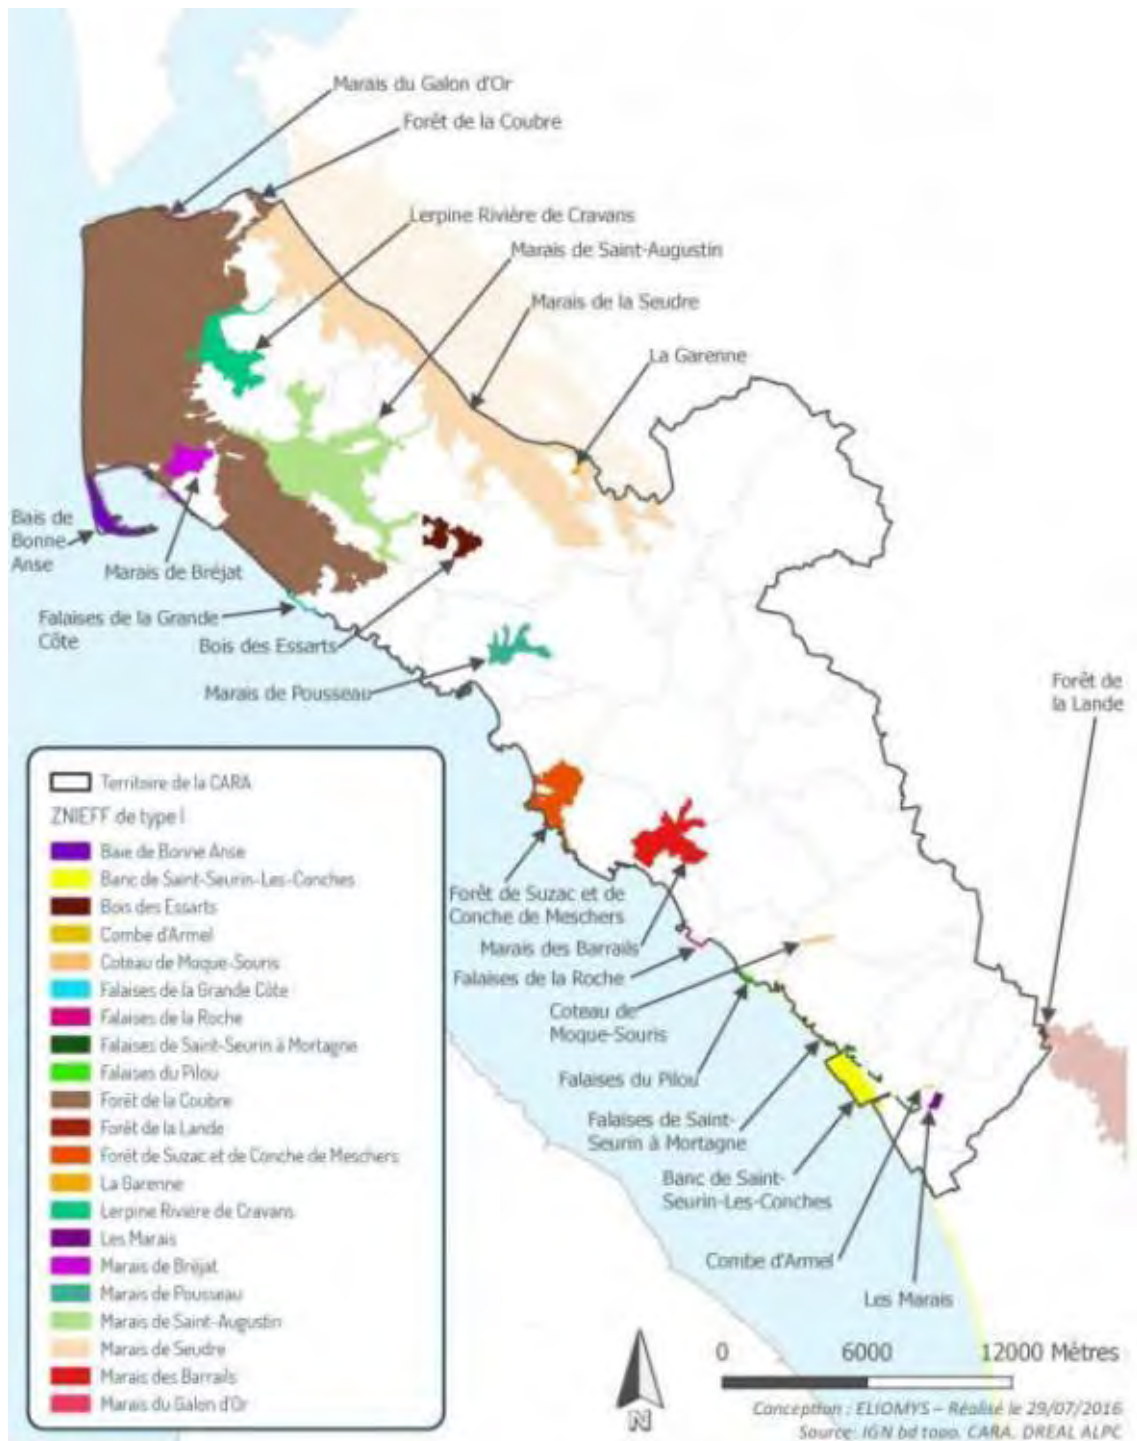 Marais du Galon d'Or
Forêt de la Coubre
Lerpine Rivière de Cravans
Marais de Saint-Augustin
Marais de la Seudre
La Garenne
Bais de
Bonne
Anse
Marais de Bréjat
Falaises de la Grande
Côte
Bois des Essarts
Marais de Pousseau
Forêt de
la Lande
Forêt de Suzac et de
Conche de Meschers
Marais des Barrails
Falaises de la Roche
Coteau de
Moque-Souris
Falaises du Pilou
Falaises de Saint-
Seurin à Mortagne
Banc de Saint-
Seurin-Les-Conches
Combe d'Armel
Les Marais
Territoire de la CARA
ZNIEFF de type I
Baie de Bonne Anse
Banc de Saint-Seurin-Les-Conches
Bois des Essarts
Combe d'Armel
Coteau de Moque-Souris
Falaises de la Grande Côte
Falaises de la Roche
Falaises de Saint-Seurin à Mortagne
Falaises du Pilou
Forêt de la Coubre
Forêt de la Lande
Forêt de Suzac et de Conche de Meschers
La Garenne
Lerpine Rivière de Cravans
Les Marais
Marais de Bréjat
Marais de Pousseau
Marais de Saint-Augustin
Marais de Seudre
Marais des Barrails
Marais du Galon d'Or
0 6000 12000 Mètres
N
Conception : ELIOMYS – Réalisé le 29/07/2016
Source: IGN bd topo, CARA, DREAL ALPC